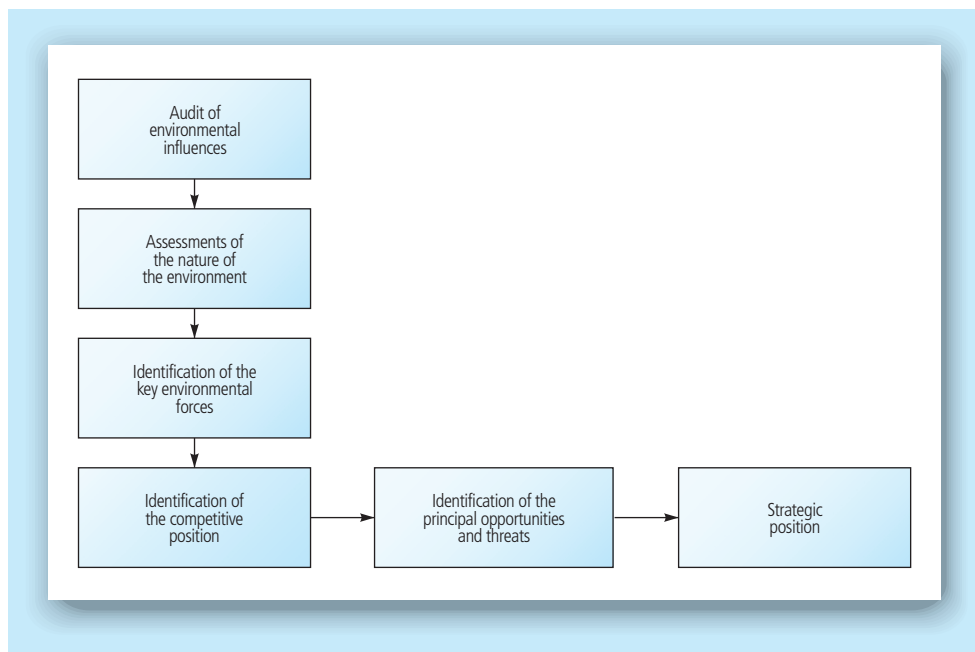 Audit of
environmental
influences
Assessments of
the nature of
the environment
Identification of the
key environmental
forces
Identification of
the competitive
position
Identification of the
principal opportunities
and threats
Strategic
position